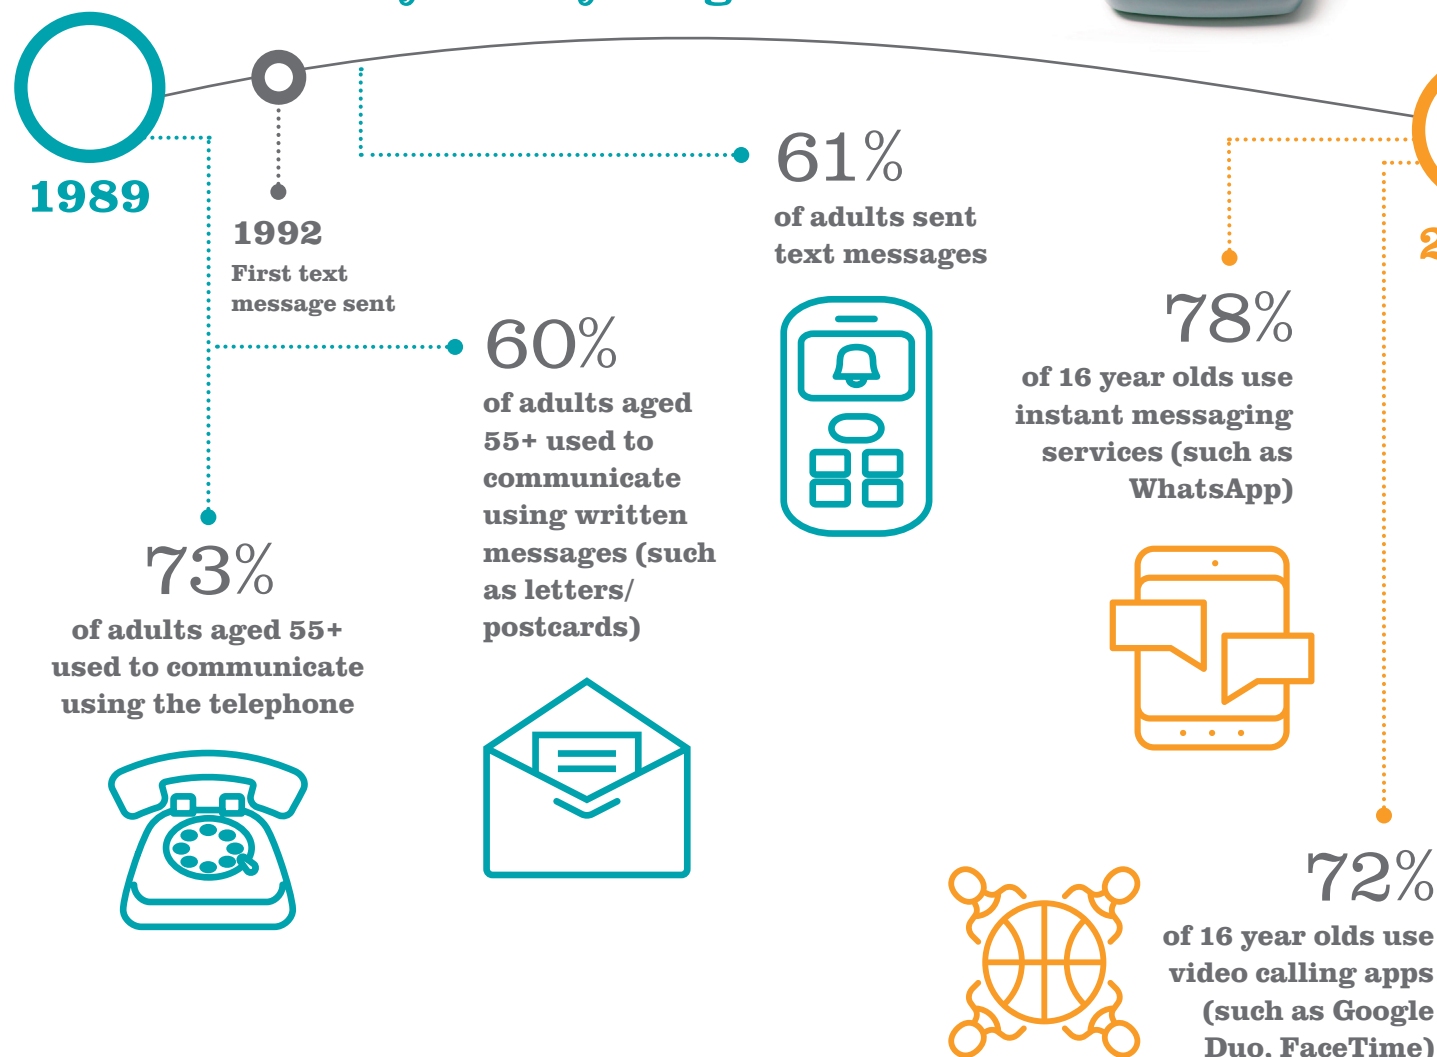 1989
1992
First text
message sent
73%
of adults aged 55+
used to communicate
using the telephone
60%
of adults aged
55+ used to
communicate
using written
messages (such
as letters/
postcards)
61%
of adults sent
text messages
78%
of 16 year olds use
instant messaging
services (such as
WhatsApp)
72%
of 16 year olds use
video calling apps
(such as Google
Duo, FaceTime)